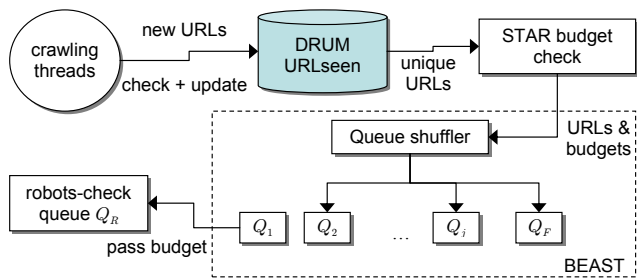 crawling
threads
new URLs
check + update
DRUM
URLseen
unique
URLs
STAR budget
check
URLs &
budgets
Queue shuffler
robots-check
queue Q_R
pass budget
Q_1
Q_2
...
Q_j
Q_F
BEAST